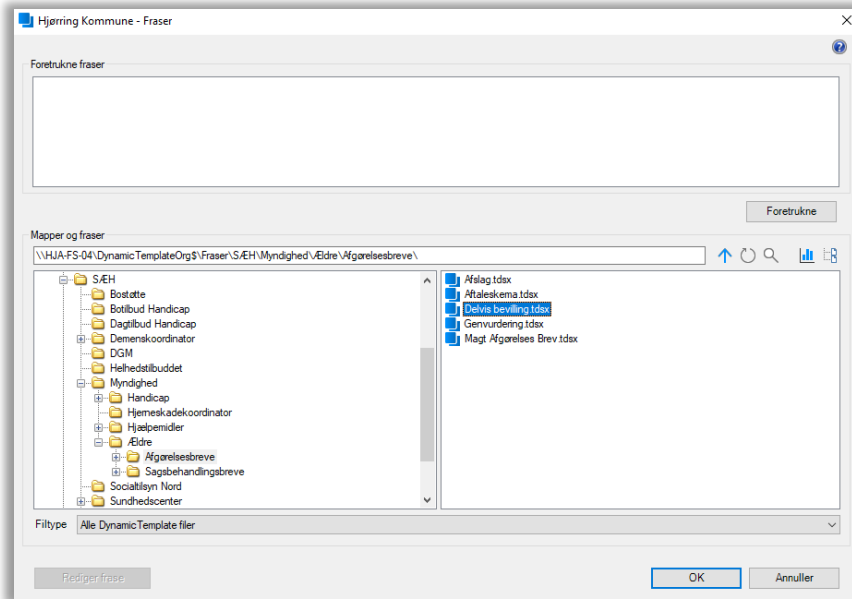 Hjørring Kommune - Fraser
Foretrukne fraser
Foretrukne
Mapper og fraser
\\HJA-FS-04\DynamicTemplateOrg$\Fraser\SÆH\Myndighed\Ældre\Afgørelsesbreve\
SÆH
Bostøtte
Botilbud Handicap
Dagtilbud Handicap
Demenskoordinator
DGM
Helhedstilbuddet
Myndighed
Handicap
Hjerneskadekoordinator
Hjælpemidler
Ældre
Afgørelsesbreve
Sagsbehandlingsbreve
Socialtilsyn Nord
Sundhedscenter
Afslag.tdsx
Aftaleskema.tdsx
Delvis bevilling.tdsx
Genvurdering.tdsx
Magt Afgørelses Brev.tdsx
Filtype Alle DynamicTemplate filer
Rediger frase
OK
Annuller